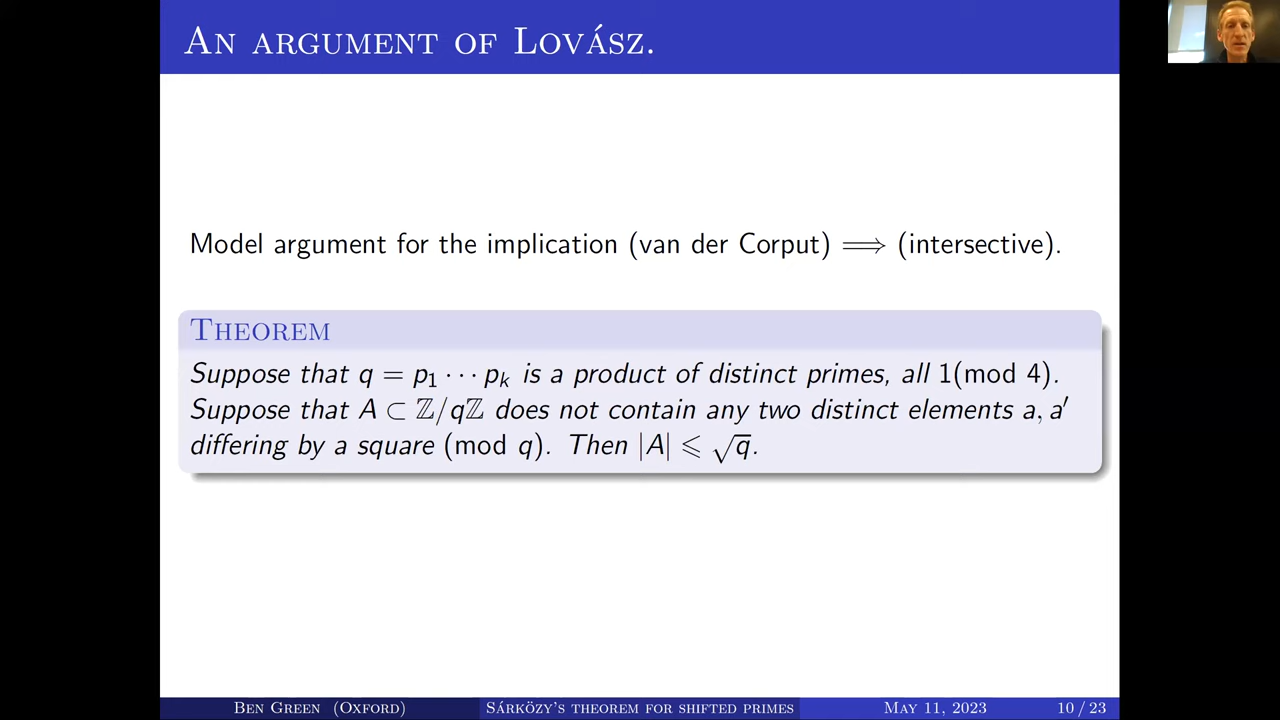 An argument of Lovász.
Model argument for the implication (van der Corput) ⟹ (intersective).
Theorem
Suppose that q = p₁ ⋯ pₖ is a product of distinct primes, all 1(mod 4).
Suppose that A ⊂ ℤ/qℤ does not contain any two distinct elements a, a′
differing by a square (mod q). Then |A| ⩽ √q.
Ben Green (Oxford)
Sárközy's theorem for shifted primes
May 11, 2023
10 / 23